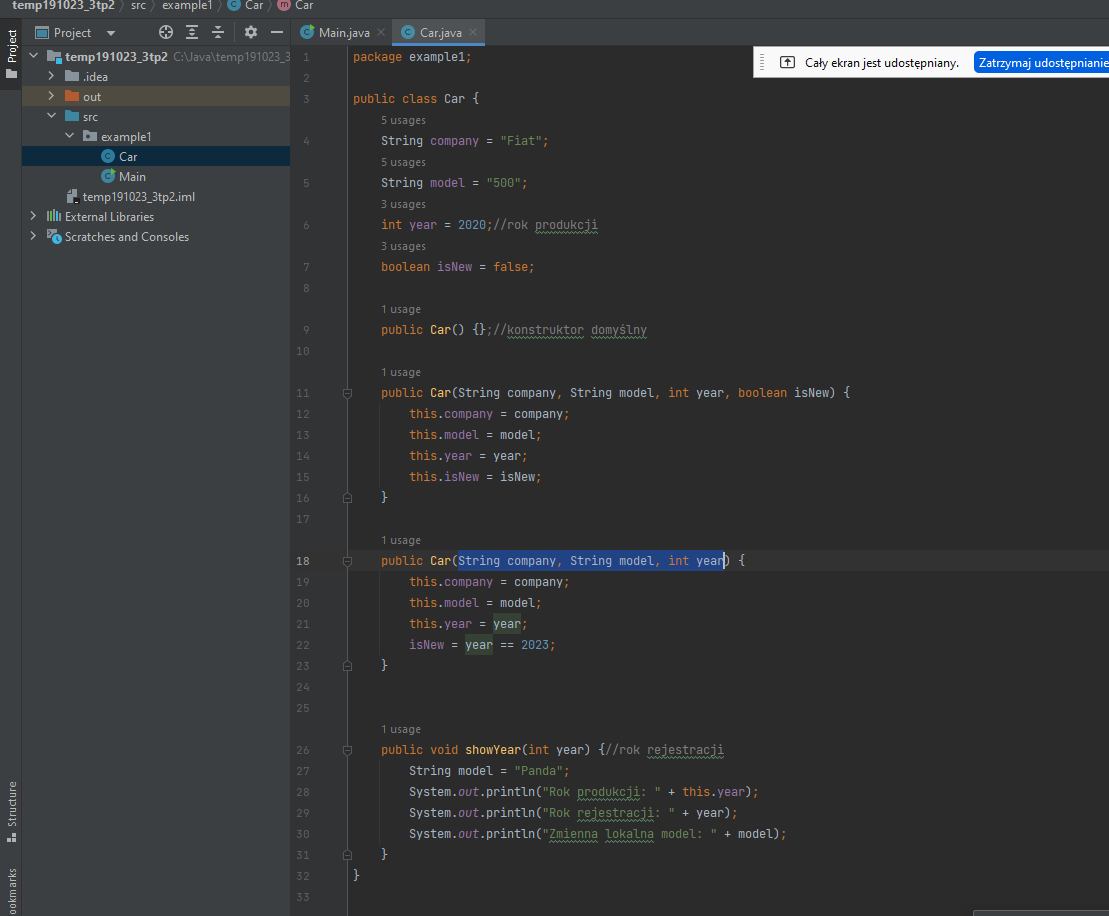 temp191023_3tp2 src example1 Car Car
Project
Project
temp191023_3tp2 C:\Java\temp191023_3
.idea
out
src
example1
Car
Main
temp191023_3tp2.iml
External Libraries
Scratches and Consoles
Structure
Main.java Car.java
Cały ekran jest udostępniany. Zatrzymaj udostępnianie
1 package example1;
2
3 public class Car {
5 usages
4 String company = "Fiat";
5 usages
5 String model = "500";
3 usages
6 int year = 2020;//rok produkcji
3 usages
7 boolean isNew = false;
8
1 usage
9 public Car() {};//konstruktor domyślny
10
1 usage
11 public Car(String company, String model, int year, boolean isNew) {
12 this.company = company;
13 this.model = model;
14 this.year = year;
15 this.isNew = isNew;
16 }
17
1 usage
18 public Car(String company, String model, int year) {
19 this.company = company;
20 this.model = model;
21 this.year = year;
22 isNew = year == 2023;
23 }
24
25
1 usage
26 public void showYear(int year) {//rok rejestracji
27 String model = "Panda";
28 System.out.println("Rok produkcji: " + this.year);
29 System.out.println("Rok rejestracji: " + year);
30 System.out.println("Zmienna lokalna model: " + model);
31 }
32 }
33